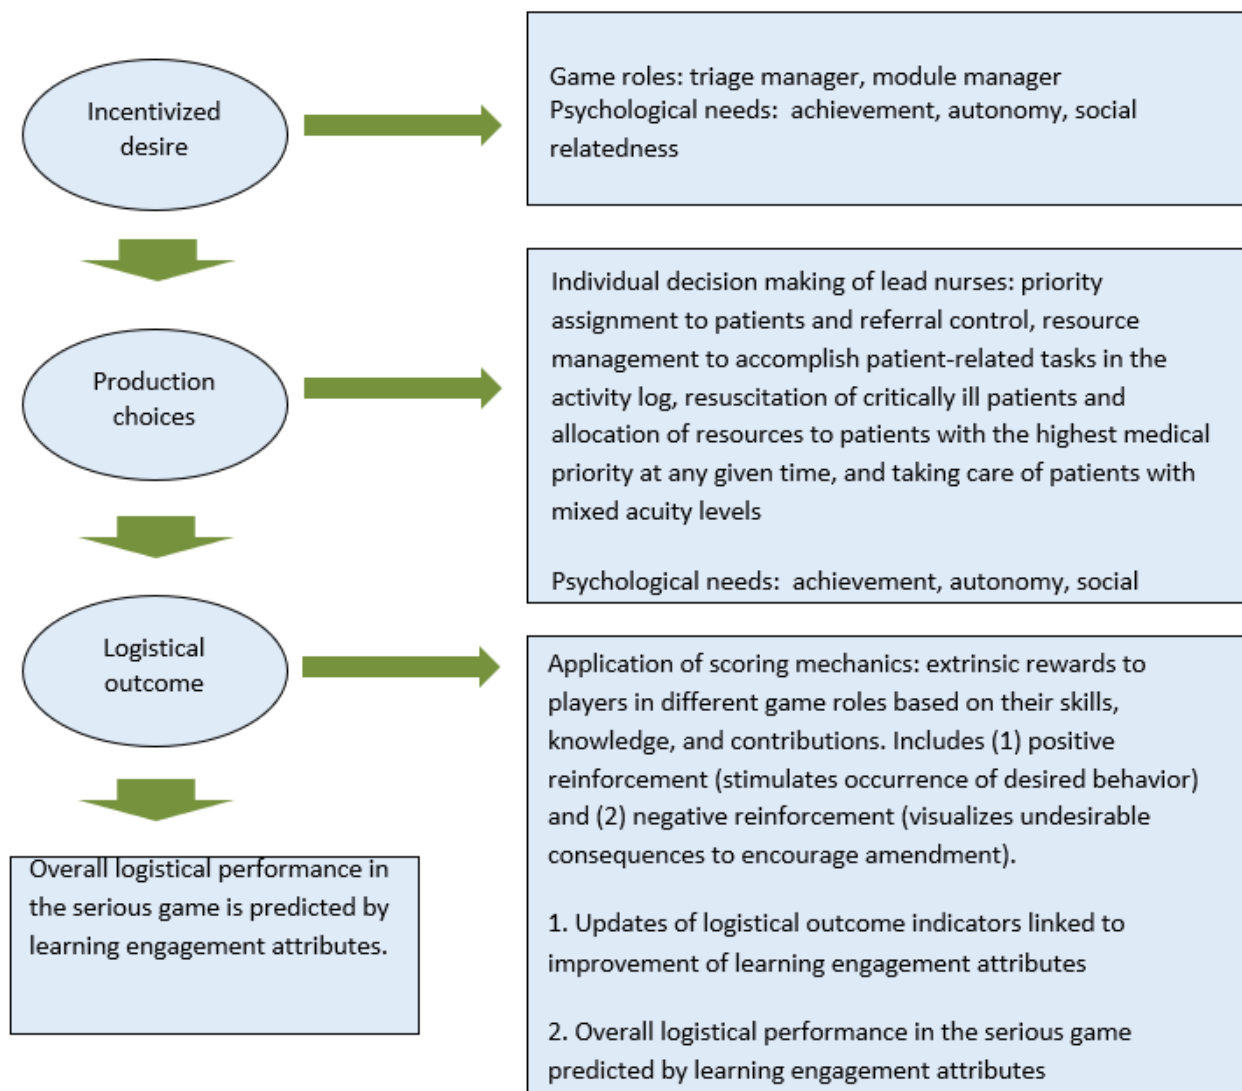 Incentivized
desire
Game roles: triage manager, module manager
Psychological needs:  achievement, autonomy, social
relatedness
Production
choices
Individual decision making of lead nurses: priority
assignment to patients and referral control, resource
management to accomplish patient-related tasks in the
activity log, resuscitation of critically ill patients and
allocation of resources to patients with the highest medical
priority at any given time, and taking care of patients with
mixed acuity levels
Psychological needs:  achievement, autonomy, social
Logistical
outcome
Application of scoring mechanics: extrinsic rewards to
players in different game roles based on their skills,
knowledge, and contributions. Includes (1) positive
reinforcement (stimulates occurrence of desired behavior)
and (2) negative reinforcement (visualizes undesirable
consequences to encourage amendment).
1. Updates of logistical outcome indicators linked to
improvement of learning engagement attributes
2. Overall logistical performance in the serious game
predicted by learning engagement attributes
Overall logistical performance in
the serious game is predicted by
learning engagement attributes.